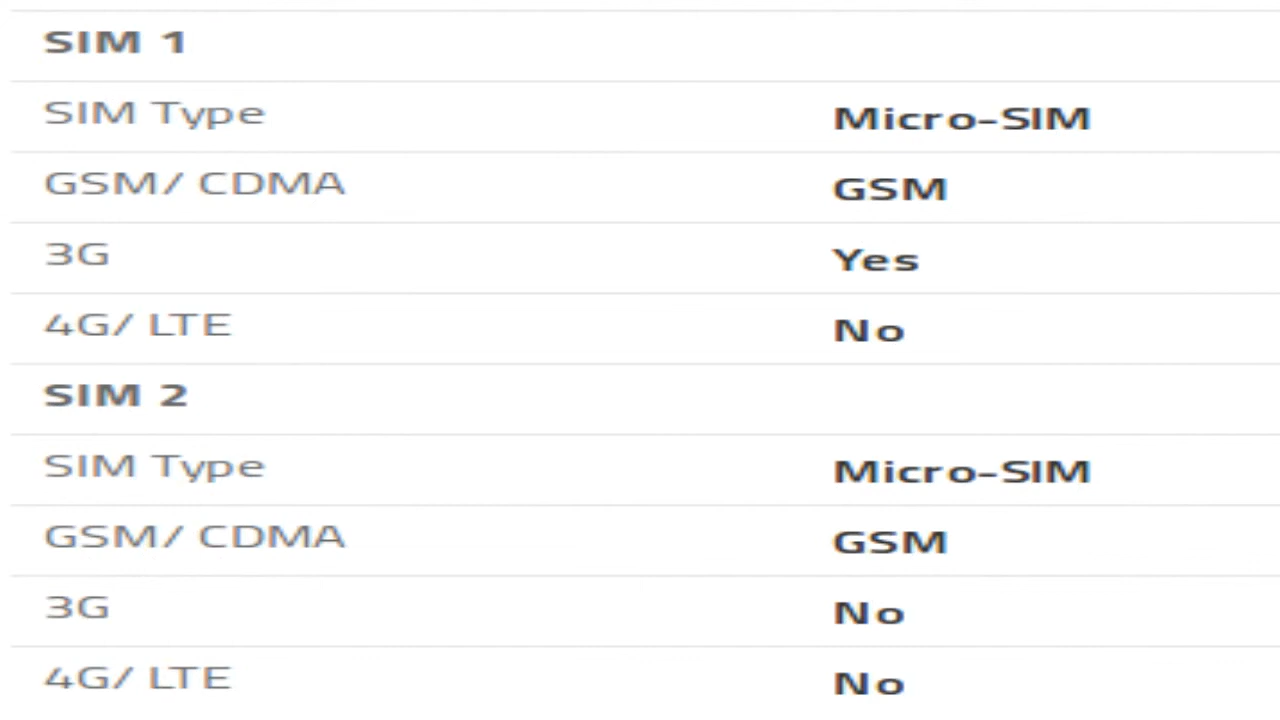 SIM 1
SIM Type Micro-SIM
GSM/ CDMA GSM
3G Yes
4G/ LTE No
SIM 2
SIM Type Micro-SIM
GSM/ CDMA GSM
3G No
4G/ LTE No